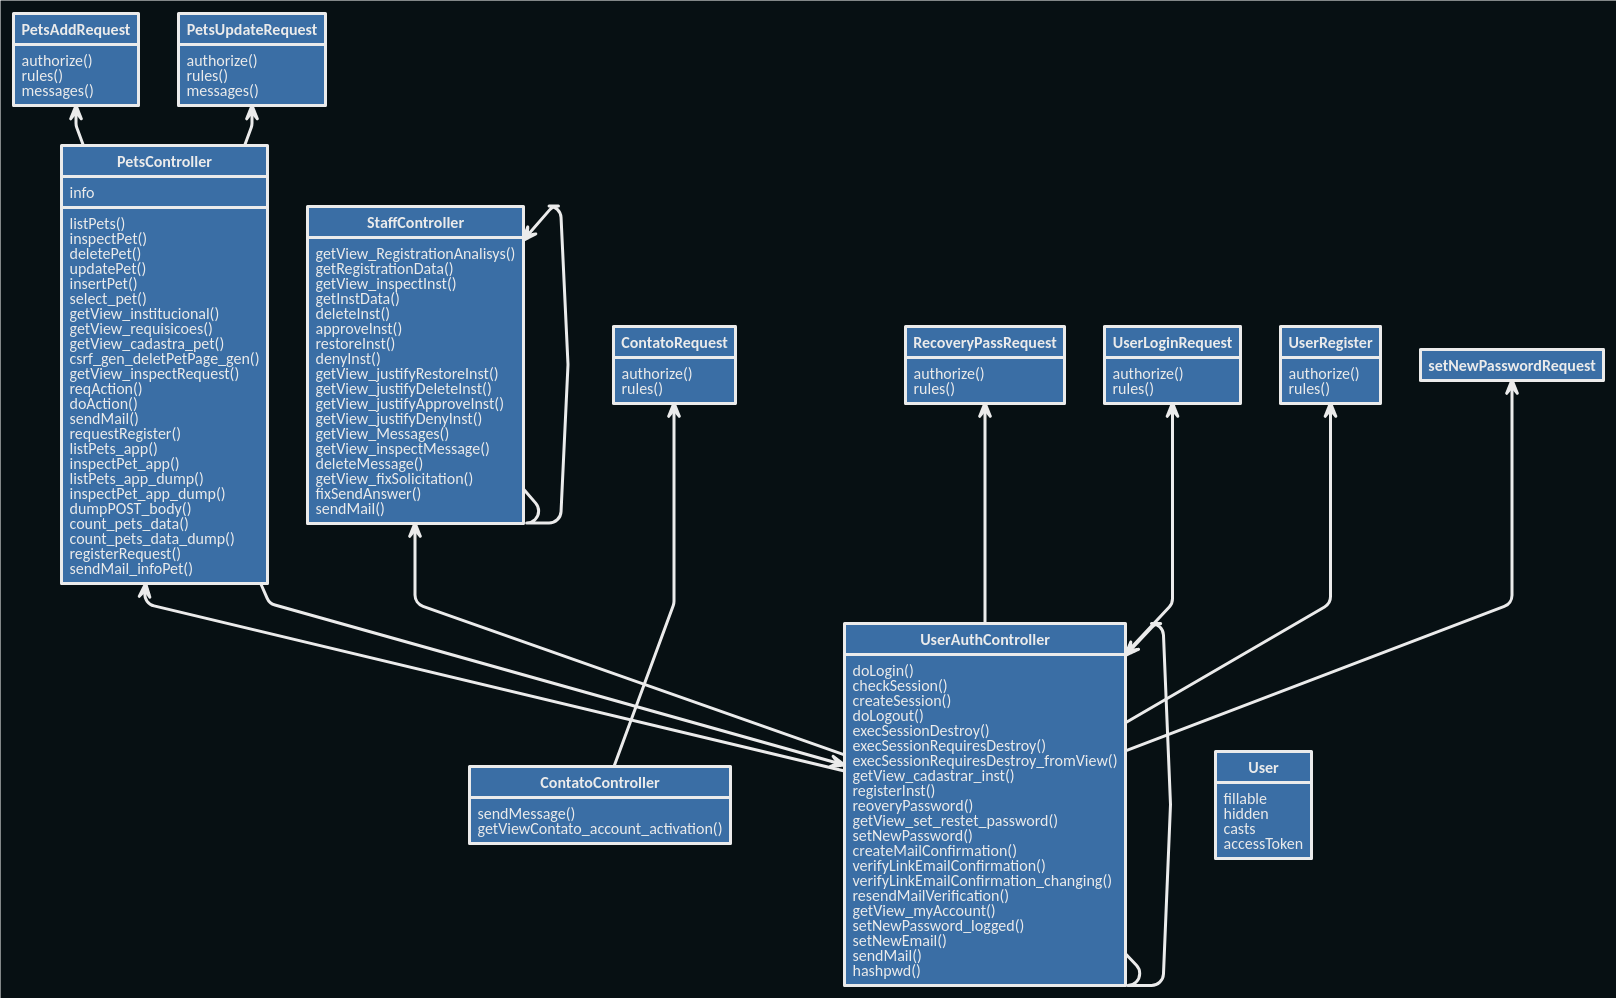 PetsAddRequest
authorize()
rules()
messages()
PetsUpdateRequest
authorize()
rules()
messages()
PetsController
info
listPets()
inspectPet()
deletePet()
updatePet()
insertPet()
select_pet()
getView_institucional()
getView_requisicoes()
getView_cadastra_pet()
csrf_gen_deletPetPage_gen()
getView_inspectRequest()
reqAction()
doAction()
sendMail()
requestRegister()
listPets_app()
inspectPet_app()
listPets_app_dump()
inspectPet_app_dump()
dumpPOST_body()
count_pets_data()
count_pets_data_dump()
registerRequest()
sendMail_infoPet()
StaffController
getView_RegistrationAnalisys()
getRegistrationData()
getView_inspectInst()
getInstData()
deleteInst()
approveInst()
restoreInst()
denyInst()
getView_justifyRestoreInst()
getView_justifyDeleteInst()
getView_justifyApproveInst()
getView_justifyDenyInst()
getView_Messages()
getView_inspectMessage()
deleteMessage()
getView_fixSolicitation()
fixSendAnswer()
sendMail()
ContatoRequest
authorize()
rules()
RecoveryPassRequest
authorize()
rules()
UserLoginRequest
authorize()
rules()
UserRegister
authorize()
rules()
setNewPasswordRequest
ContatoController
sendMessage()
getViewContato_account_activation()
UserAuthController
doLogin()
checkSession()
createSession()
doLogout()
execSessionDestroy()
execSessionRequiresDestroy()
execSessionRequiresDestroy_fromView()
getView_cadastrar_inst()
registerInst()
reoveryPassword()
getView_set_restet_password()
setNewPassword()
createMailConfirmation()
verifyLinkEmailConfirmation()
verifyLinkEmailConfirmation_changing()
resendMailVerification()
getView_myAccount()
setNewPassword_logged()
setNewEmail()
sendMail()
hashpwd()
User
fillable
hidden
casts
accessToken